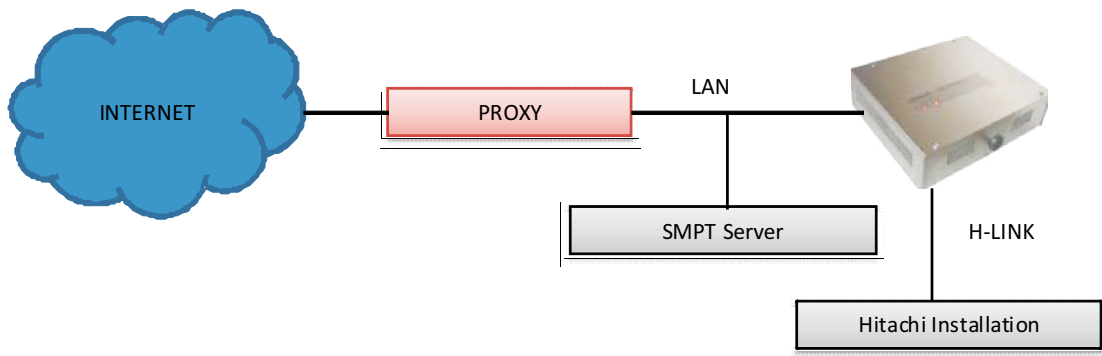 INTERNET
PROXY
LAN
SMPT Server
H-LINK
Hitachi Installation